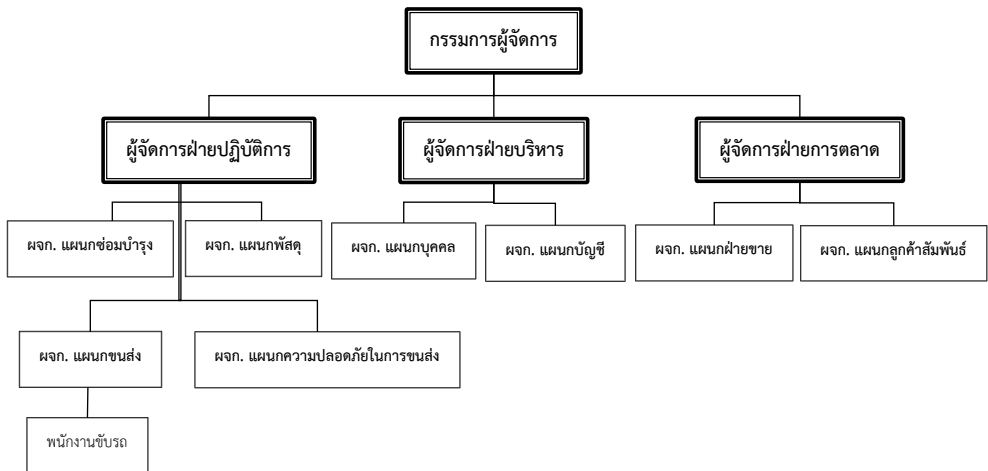 กรรมการผู้จัดการ
ผู้จัดการฝ่ายปฏิบัติการ
ผู้จัดการฝ่ายบริหาร
ผู้จัดการฝ่ายการตลาด
ผจก. แผนกซ่อมบำรุง
ผจก. แผนกพัสดุ
ผจก. แผนกบุคคล
ผจก. แผนกบัญชี
ผจก. แผนกฝ่ายขาย
ผจก. แผนกลูกค้าสัมพันธ์
ผจก. แผนกขนส่ง
ผจก. แผนกความปลอดภัยในการขนส่ง
พนักงานขับรถ